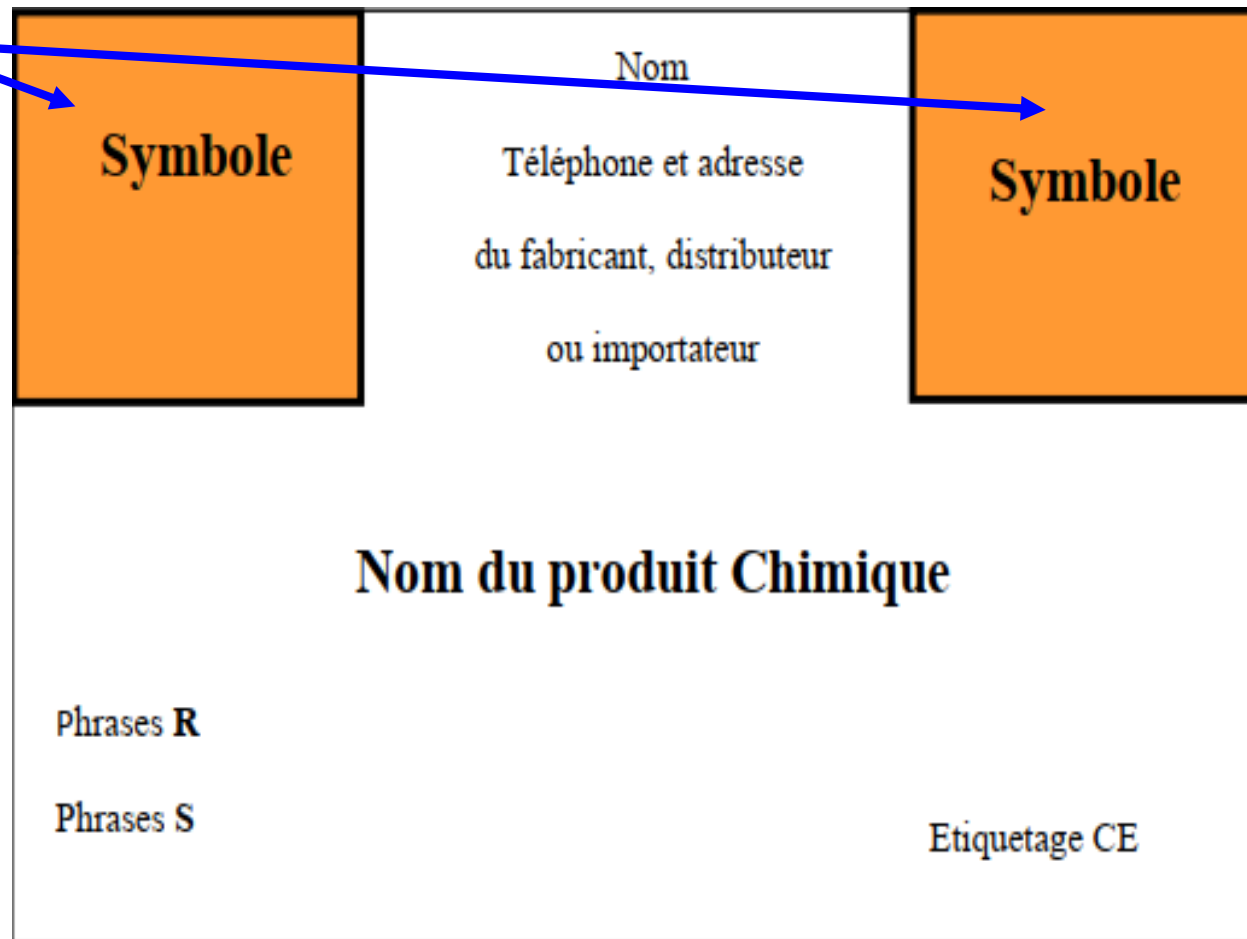 Symbole
Nom
Téléphone et adresse
du fabricant, distributeur
ou importateur
Symbole
Nom du produit Chimique
Phrases R
Phrases S
Etiquetage CE